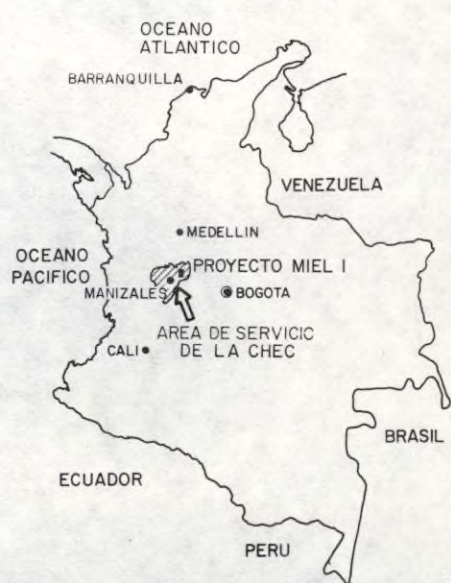 OCEANO
ATLANTICO
BARRANQUILLA
VENEZUELA
MEDELLIN
OCEANO
PACIFICO
PROYECTO MIEL I
MANIZALES
BOGOTA
AREA DE SERVICIC
DE LA CHEC
CALI
BRASIL
ECUADOR
PERU